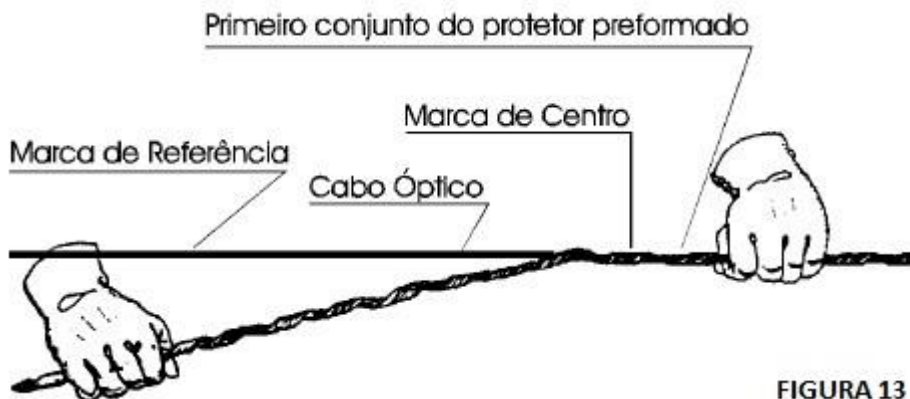 Primeiro conjunto do protetor preformado
Marca de Centro
Marca de Referência
Cabo Óptico
FIGURA 13